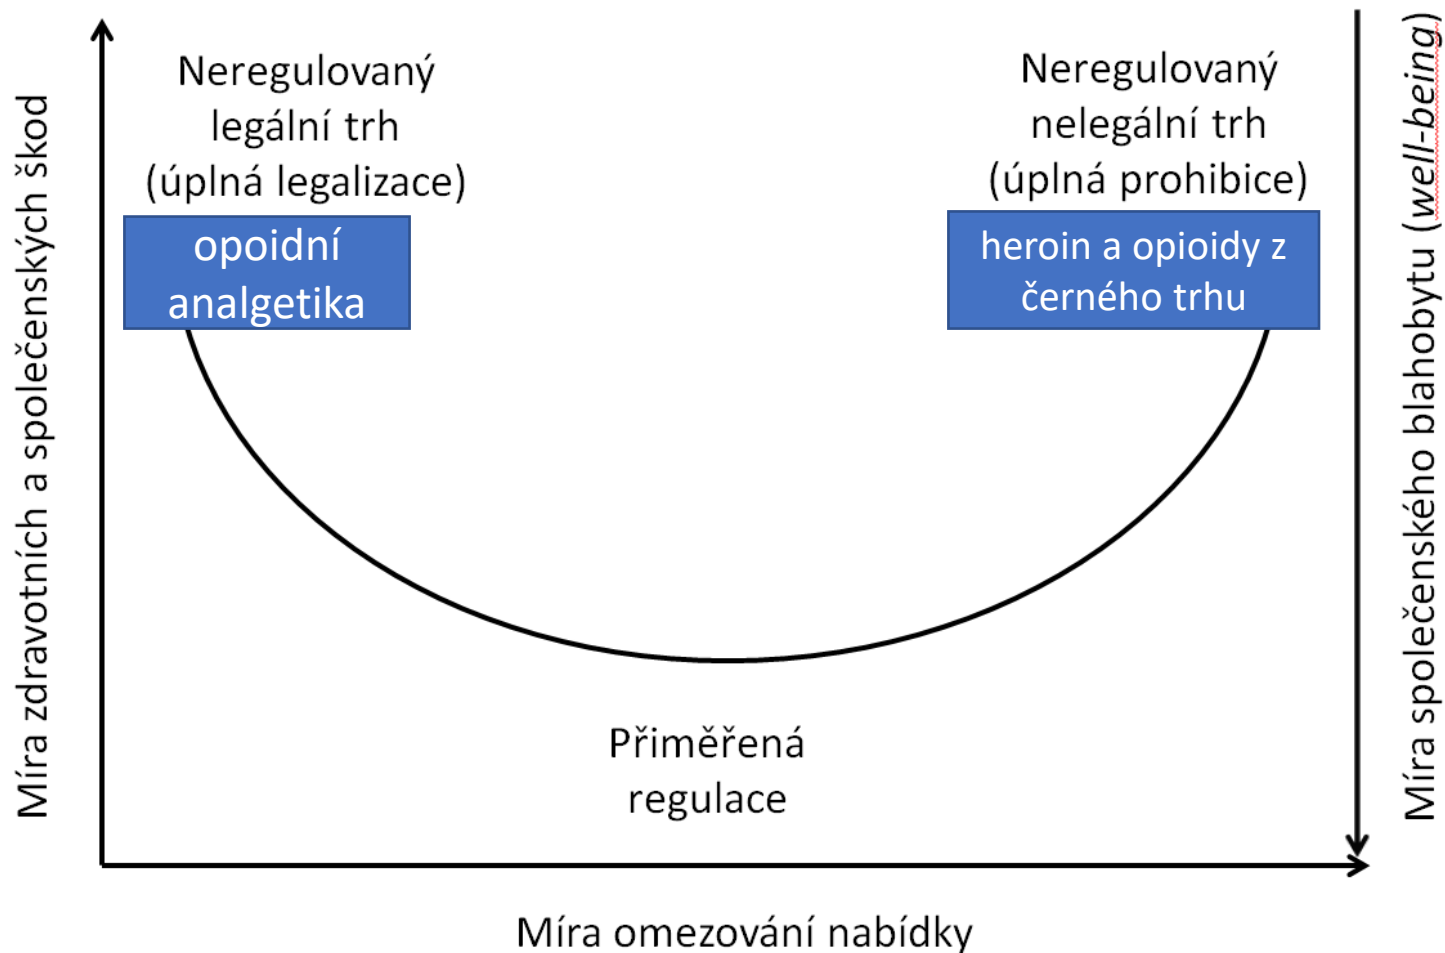 Míra zdravotních a společenských škod
Neregulovaný
legální trh
(úplná legalizace)
opoidní
analgetika
Neregulovaný
nelegální trh
(úplná prohibice)
heroin a opioidy z
černého trhu
Přiměřená
regulace
Míra omezování nabídky
Míra společenského blahobytu (well-being)